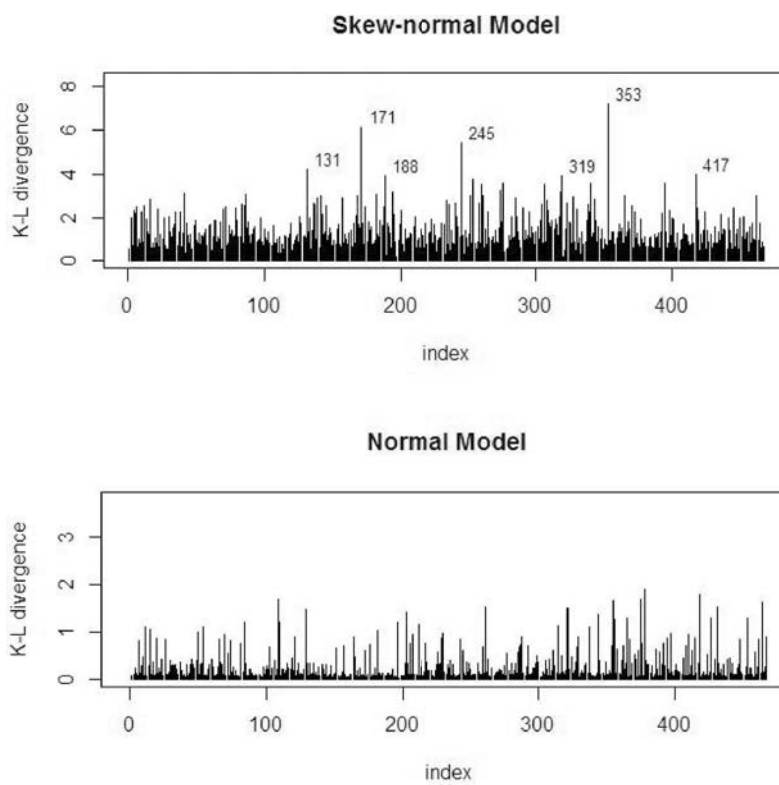 Skew-normal Model
K-L divergence
8
6
4
2
0
131
171
188
245
319
353
417
0 100 200 300 400
index
Normal Model
K-L divergence
3
2
1
0
0 100 200 300 400
index